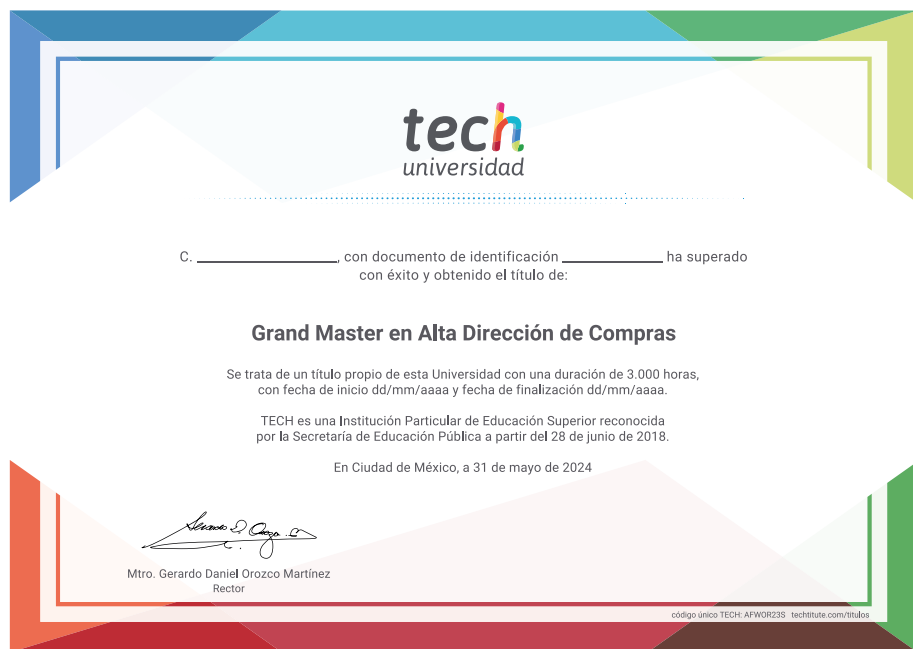 tech
universidad
C. ____________________, con documento de identificación ______________ ha superado
con éxito y obtenido el título de:
Grand Master en Alta Dirección de Compras
Se trata de un título propio de esta Universidad con una duración de 3.000 horas,
con fecha de inicio dd/mm/aaaa y fecha de finalización dd/mm/aaaa.
TECH es una Institución Particular de Educación Superior reconocida
por la Secretaría de Educación Pública a partir del 28 de junio de 2018.
En Ciudad de México, a 31 de mayo de 2024
Mtro. Gerardo Daniel Orozco Martínez
Rector
código único TECH: AFWOR23S techtitute.com/titulos